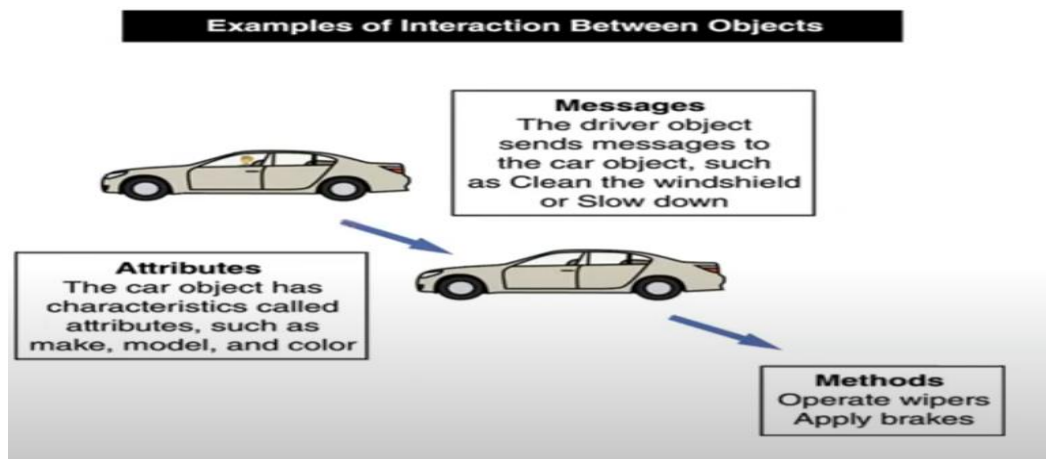 Examples of Interaction Between Objects
Messages
The driver object
sends messages to
the car object, such
as Clean the windshield
or Slow down
Attributes
The car object has
characteristics called
attributes, such as
make, model, and color
Methods
Operate wipers
Apply brakes